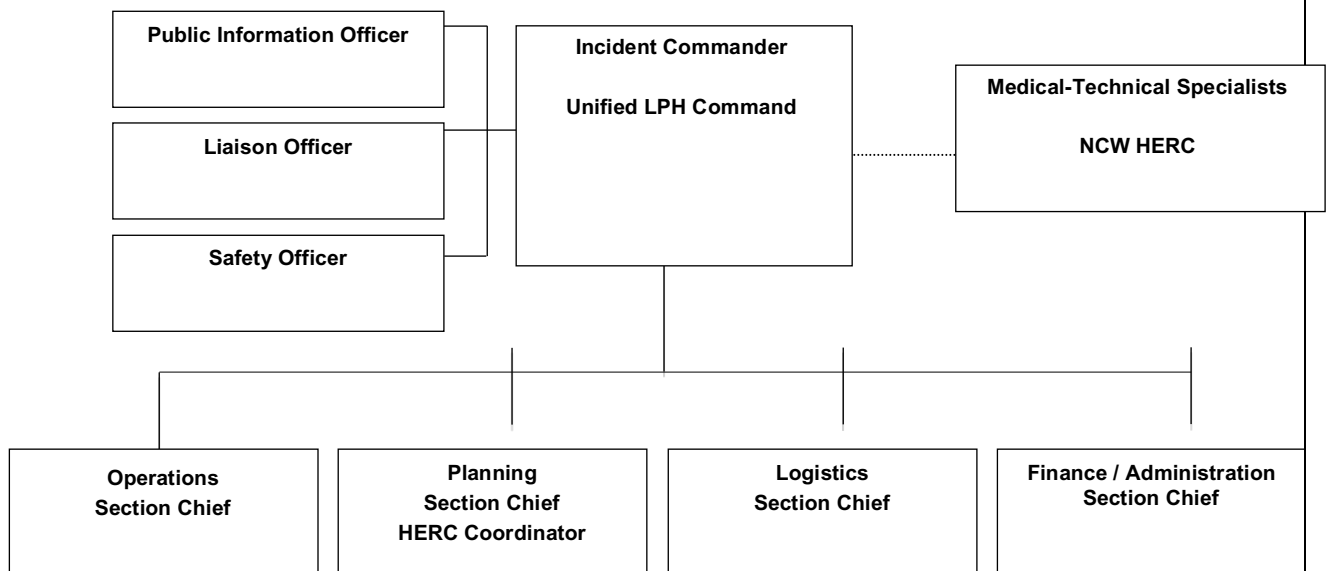 Public Information Officer
Incident Commander
Unified LPH Command
Medical-Technical Specialists
NCW HERC
Liaison Officer
Safety Officer
Operations
Section Chief
Planning
Section Chief
HERC Coordinator
Logistics
Section Chief
Finance / Administration
Section Chief